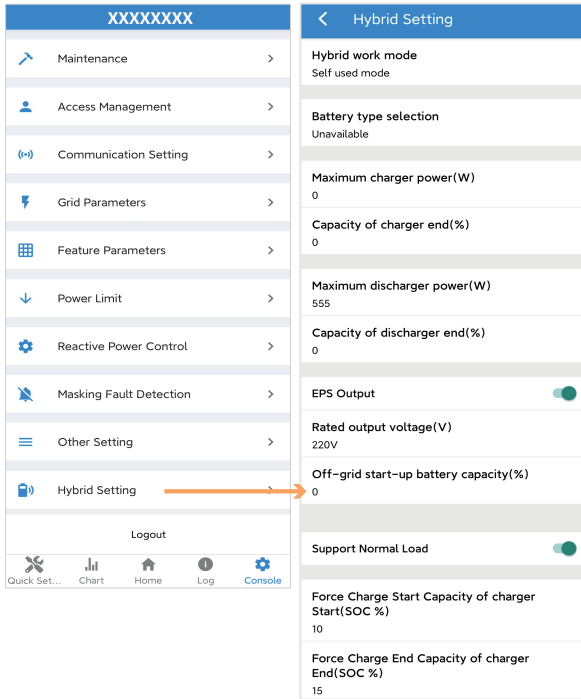 XXXXXXXX
Maintenance
Access Management
Communication Setting
Grid Parameters
Feature Parameters
Power Limit
Reactive Power Control
Masking Fault Detection
Other Setting
Hybrid Setting
Logout
Quick Set...
Chart
Home
Log
Console
Hybrid Setting
Hybrid work mode
Self used mode
Battery type selection
Unavailable
Maximum charger power(W)
0
Capacity of charger end(%)
0
Maximum discharger power(W)
555
Capacity of discharger end(%)
0
EPS Output
Rated output voltage(V)
220V
Off-grid start-up battery capacity(%)
0
Support Normal Load
Force Charge Start Capacity of charger
Start(SOC %)
10
Force Charge End Capacity of charger
End(SOC %)
15